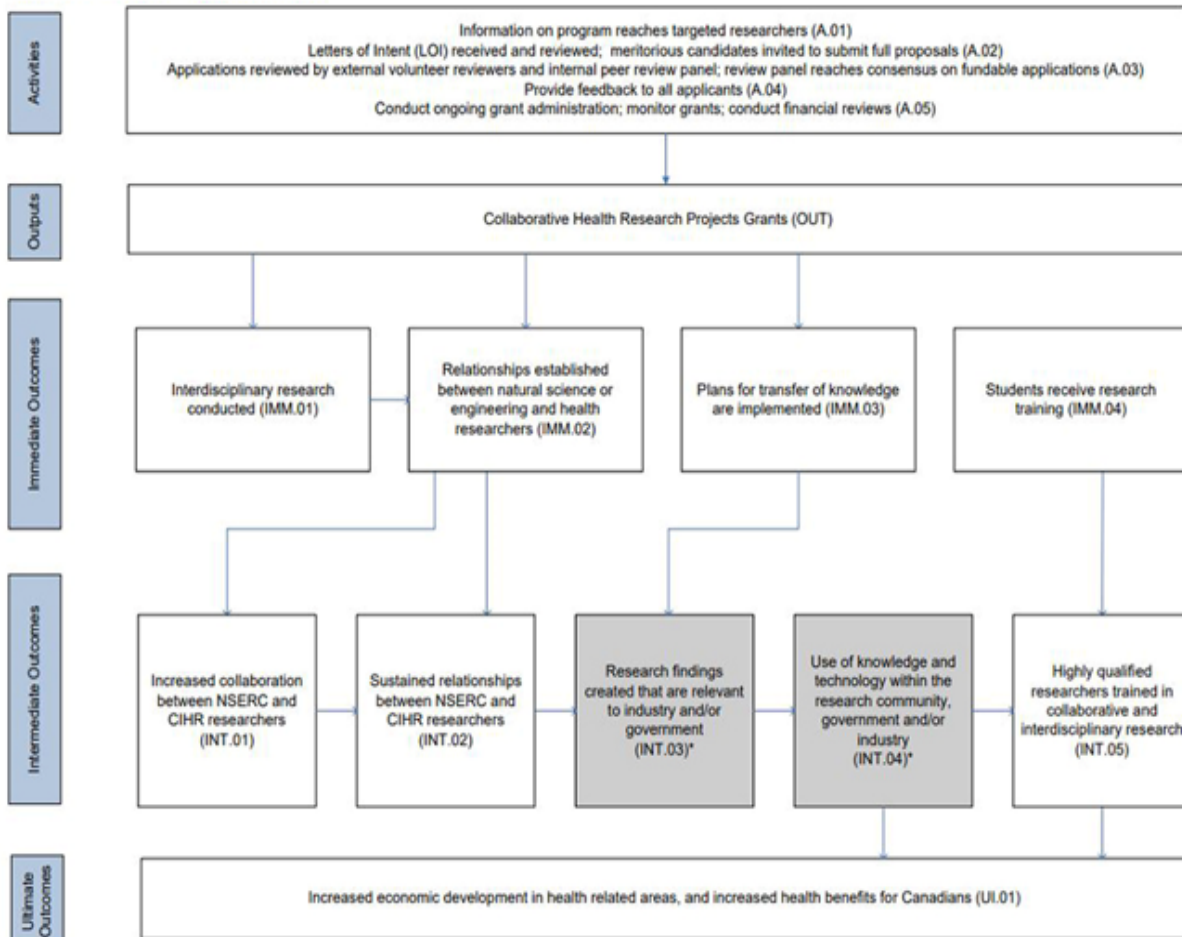 Activities
Information on program reaches targeted researchers (A.01)
Letters of Intent (LOI) received and reviewed; meritorious candidates invited to submit full proposals (A.02)
Applications reviewed by external volunteer reviewers and internal peer review panel; review panel reaches consensus on fundable applications (A.03)
Provide feedback to all applicants (A.04)
Conduct ongoing grant administration; monitor grants; conduct financial reviews (A.05)
Outputs
Collaborative Health Research Projects Grants (OUT)
Immediate Outcomes
Interdisciplinary research
conducted (IMM.01)
Relationships established
between natural science or
engineering and health
researchers (IMM.02)
Plans for transfer of knowledge
are implemented (IMM.03)
Students receive research
training (IMM.04)
Intermediate Outcomes
Increased collaboration
between NSERC and
CIHR researchers
(INT.01)
Sustained relationships
between NSERC and
CIHR researchers
(INT.02)
Research findings
created that are relevant
to industry and/or
government
(INT.03)*
Use of knowledge and
technology within the
research community,
government and/or
industry
(INT.04)*
Highly qualified
researchers trained in
collaborative and
interdisciplinary research
(INT.05)
Ultimate
Outcomes
Increased economic development in health related areas, and increased health benefits for Canadians (UI.01)